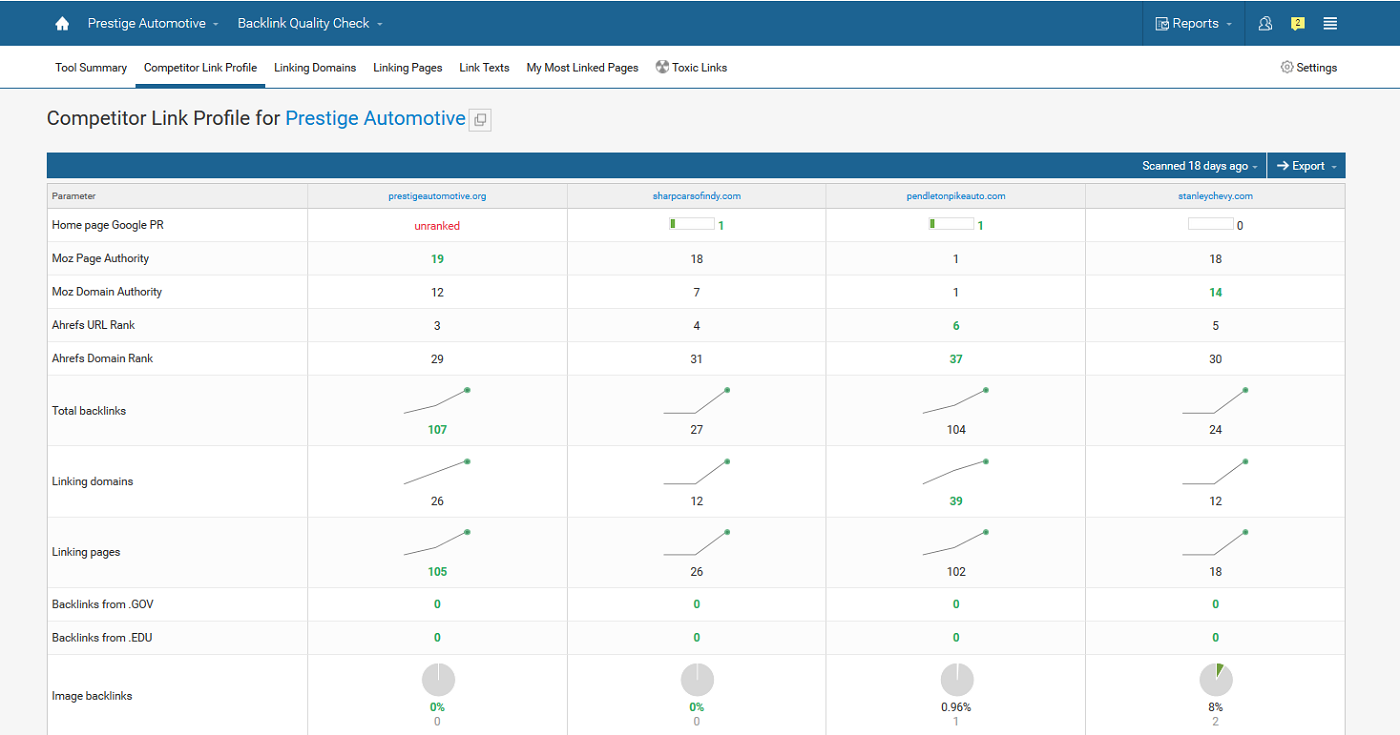 Prestige Automotive Backlink Quality Check Reports 2
Tool Summary Competitor Link Profile Linking Domains Linking Pages Link Texts My Most Linked Pages Toxic Links Settings
Competitor Link Profile for Prestige Automotive
Scanned 18 days ago Export
Parameter prestigeautomotive.org sharpcarsofindy.com pendletonpikeauto.com stanleychevy.com
Home page Google PR unranked 1 1 0
Moz Page Authority 19 18 1 18
Moz Domain Authority 12 7 1 14
Ahrefs URL Rank 3 4 6 5
Ahrefs Domain Rank 29 31 37 30
Total backlinks
107 27 104 24
Linking domains
26 12 39 12
Linking pages
105 26 102 18
Backlinks from .GOV 0 0 0 0
Backlinks from .EDU 0 0 0 0
Image backlinks
0% 0% 0.96% 8%
0 0 1 2